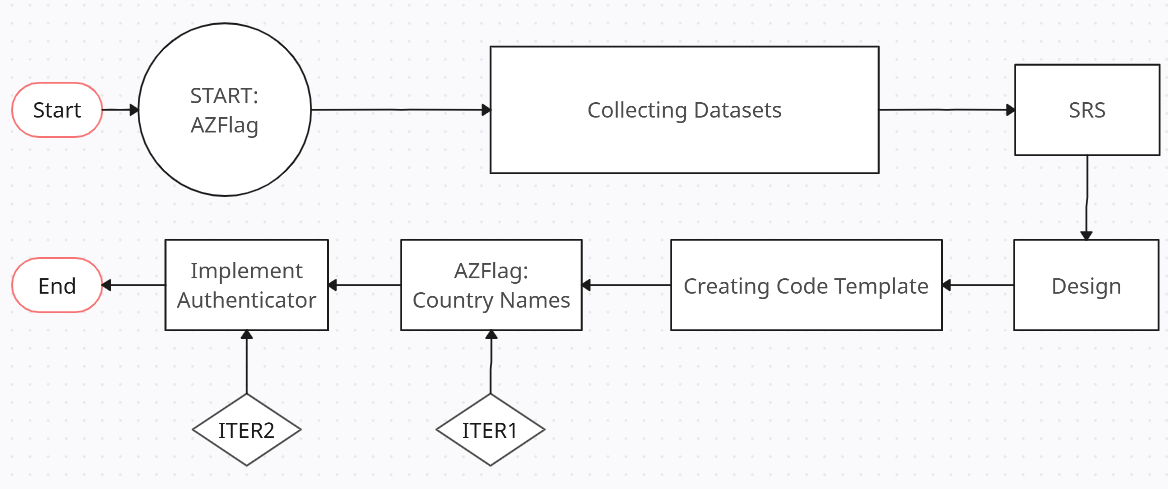 Start
START:
AZFlag
Collecting Datasets
SRS
End
Implement
Authenticator
AZFlag:
Country Names
Creating Code Template
Design
ITER2
ITER1